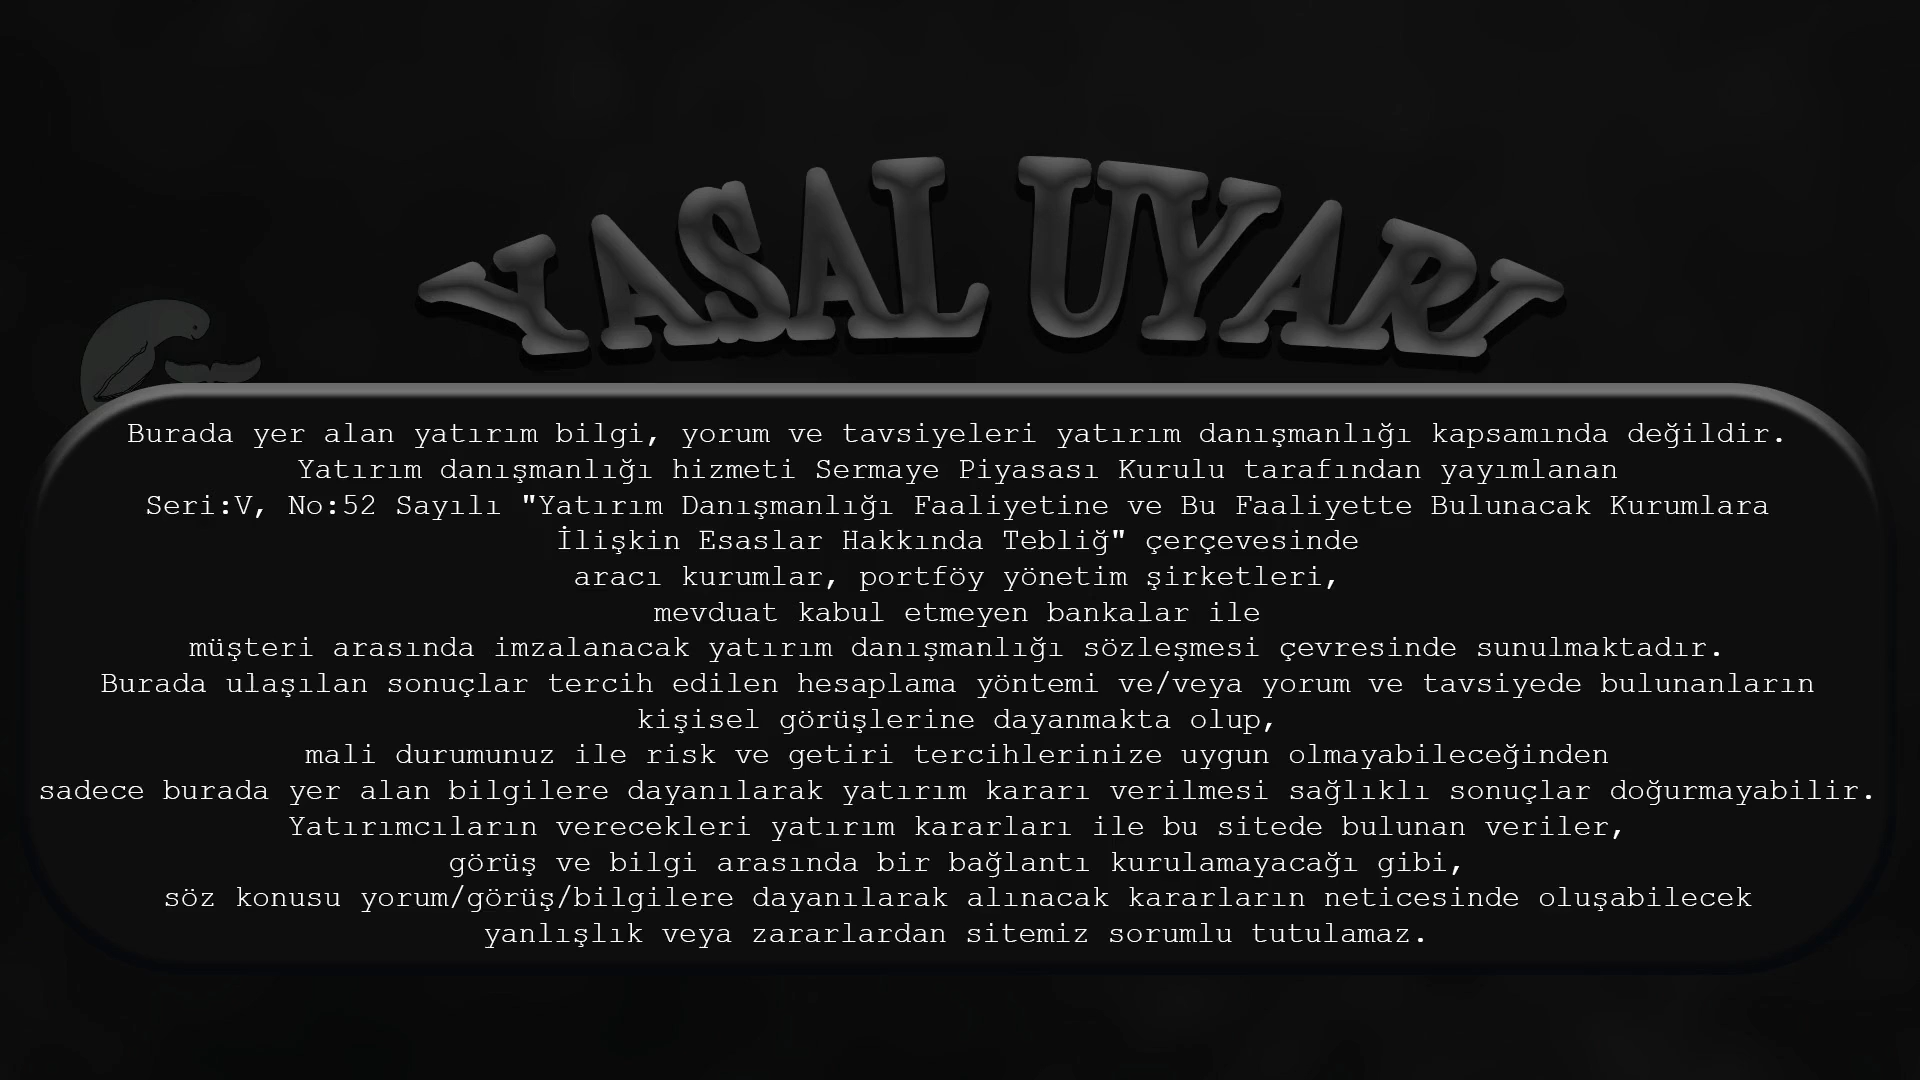 YASAL UYARI
Burada yer alan yatırım bilgi, yorum ve tavsiyeleri yatırım danışmanlığı kapsamında değildir.
Yatırım danışmanlığı hizmeti Sermaye Piyasası Kurulu tarafından yayımlanan
Seri:V, No:52 Sayılı "Yatırım Danışmanlığı Faaliyetine ve Bu Faaliyette Bulunacak Kurumlara
İlişkin Esaslar Hakkında Tebliğ" çerçevesinde
aracı kurumlar, portföy yönetim şirketleri,
mevduat kabul etmeyen bankalar ile
müşteri arasında imzalanacak yatırım danışmanlığı sözleşmesi çevresinde sunulmaktadır.
Burada ulaşılan sonuçlar tercih edilen hesaplama yöntemi ve/veya yorum ve tavsiyede bulunanların
kişisel görüşlerine dayanmakta olup,
mali durumunuz ile risk ve getiri tercihlerinize uygun olmayabileceğinden
sadece burada yer alan bilgilere dayanılarak yatırım kararı verilmesi sağlıklı sonuçlar doğurmayabilir.
Yatırımcıların verecekleri yatırım kararları ile bu sitede bulunan veriler,
görüş ve bilgi arasında bir bağlantı kurulamayacağı gibi,
söz konusu yorum/görüş/bilgilere dayanılarak alınacak kararların neticesinde oluşabilecek
yanlışlık veya zararlardan sitemiz sorumlu tutulamaz.